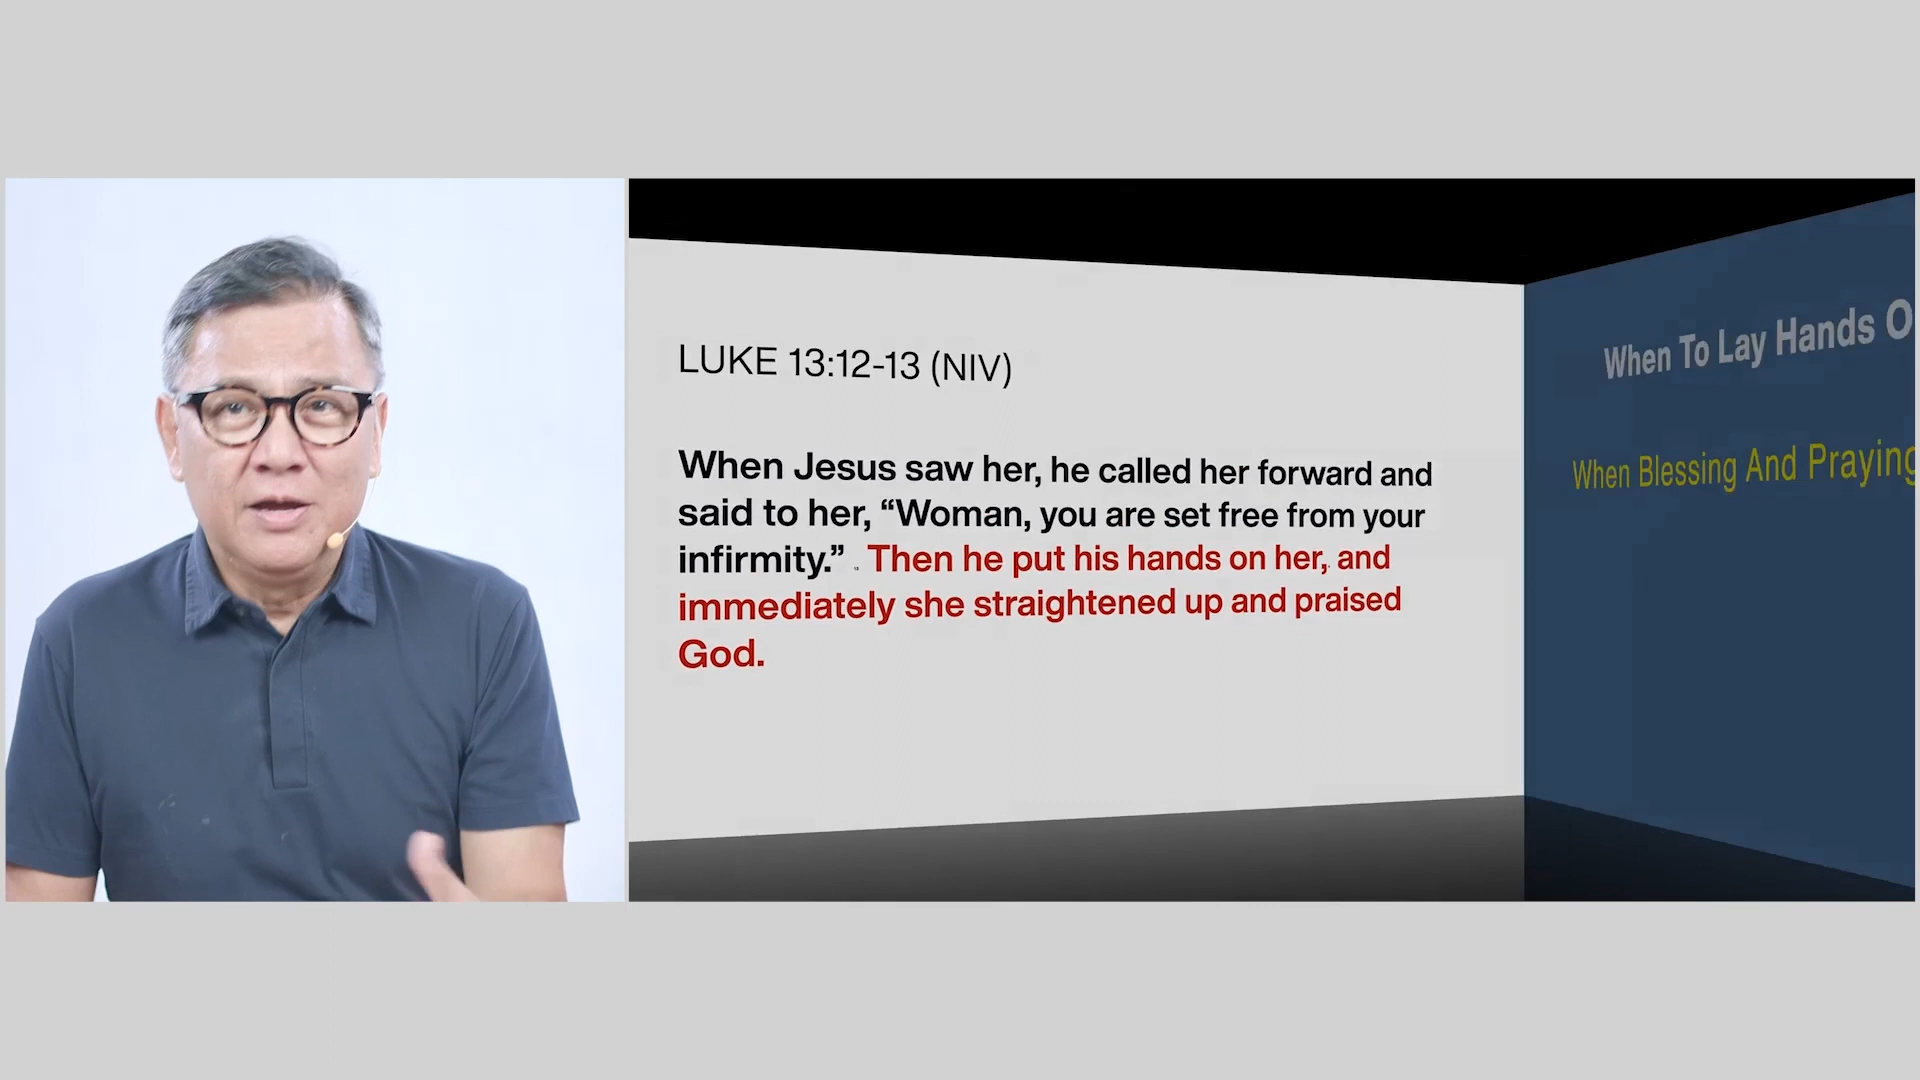 LUKE 13:12-13 (NIV)
When Jesus saw her, he called her forward and
said to her, “Woman, you are set free from your
infirmity.” . Then he put his hands on her, and
immediately she straightened up and praised
God.
When To Lay Hands O
When Blessing And Praying